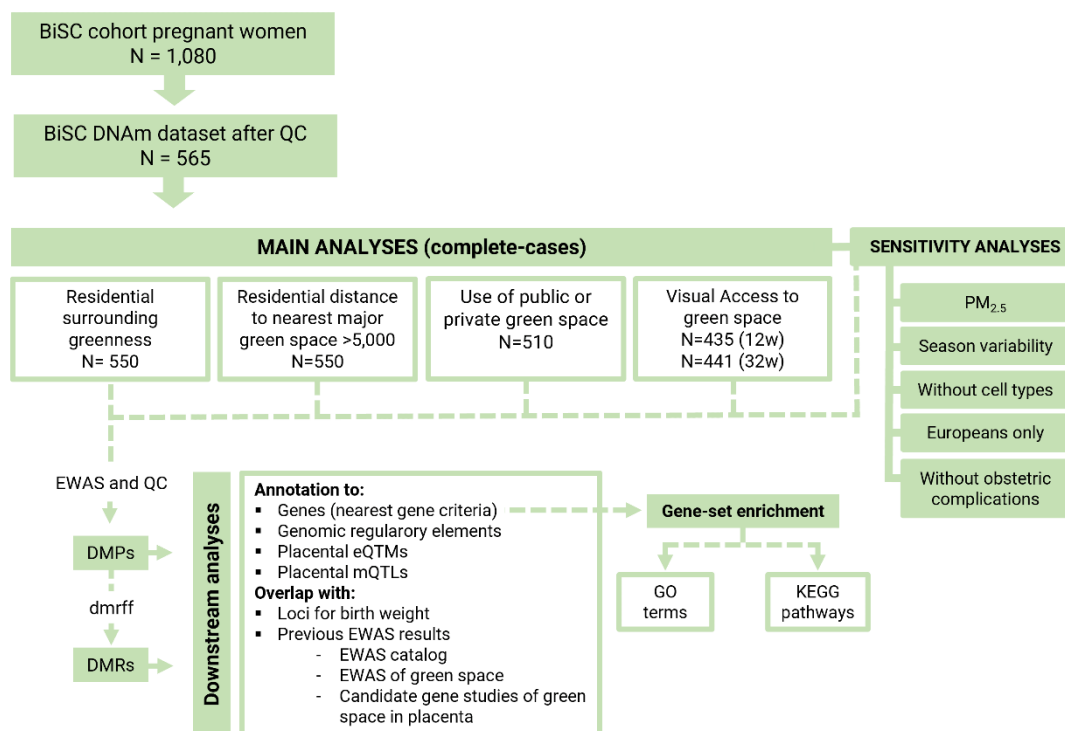 BiSC cohort pregnant women
N = 1,080
BiSC DNAm dataset after QC
N = 565
MAIN ANALYSES (complete-cases)
SENSITIVITY ANALYSES
Residential
surrounding
greenness
N= 550
Residential distance
to nearest major
green space >5,000
N=550
Use of public or
private green space
N=510
Visual Access to
green space
N=435 (12w)
N=441 (32w)
PM2.5
Season variability
Without cell types
Europeans only
Without obstetric
complications
EWAS and QC
DMPs
dmrff
DMRs
Downstream analyses
Annotation to:
▪ Genes (nearest gene criteria)
▪ Genomic regularory elements
▪ Placental eQTMs
▪ Placental mQTLs
Overlap with:
▪ Loci for birth weight
▪ Previous EWAS results
- EWAS catalog
- EWAS of green space
- Candidate gene studies of green
space in placenta
Gene-set enrichment
GO
terms
KEGG
pathways